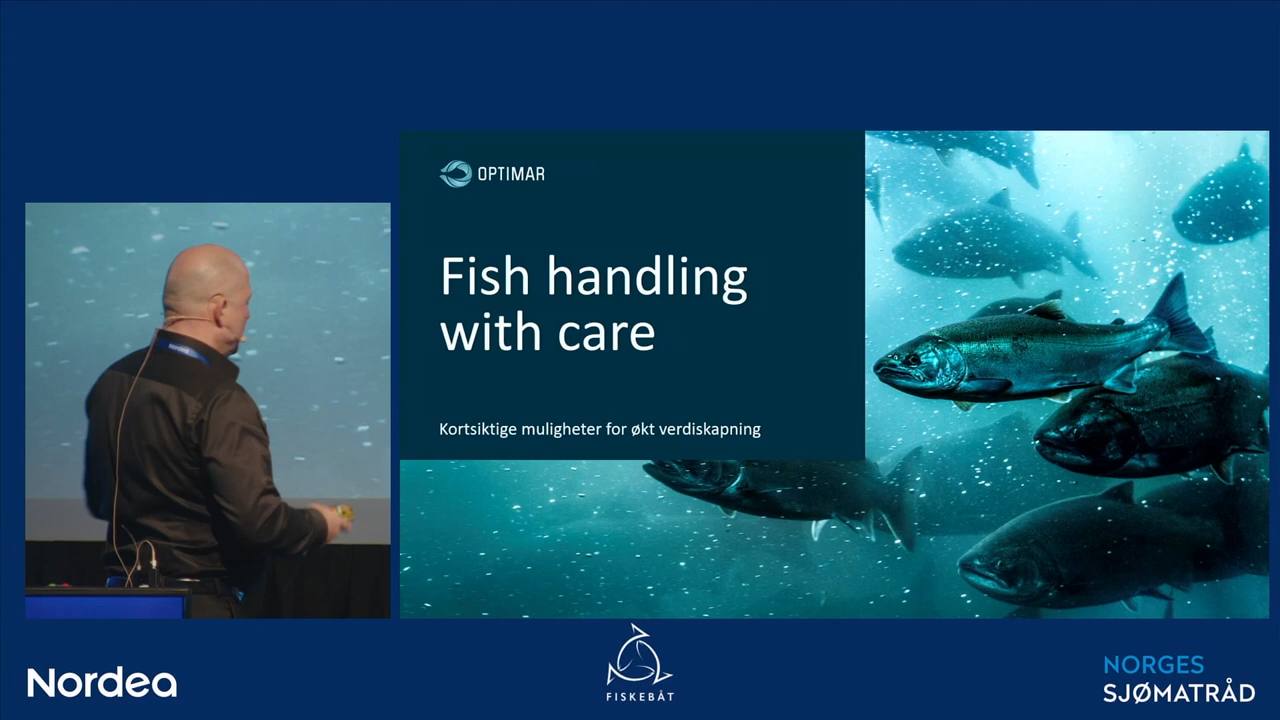 OPTIMAR
Fish handling
with care
Kortsiktige muligheter for økt verdiskapning
Nordea
FISKEBÅT
NORGES
SJØMATRÅD